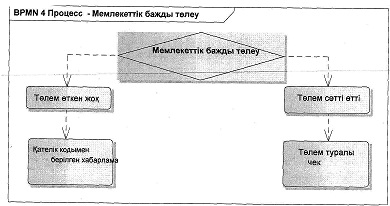 BPMN 4 Процесс - Мемлекеттік бажды төлеу
Мемлекеттік бажды төлеу
Төлем өткен жоқ
Төлем сәтті өтті
Қателік кодымен
берілген хабарлама
Төлем туралы
чек